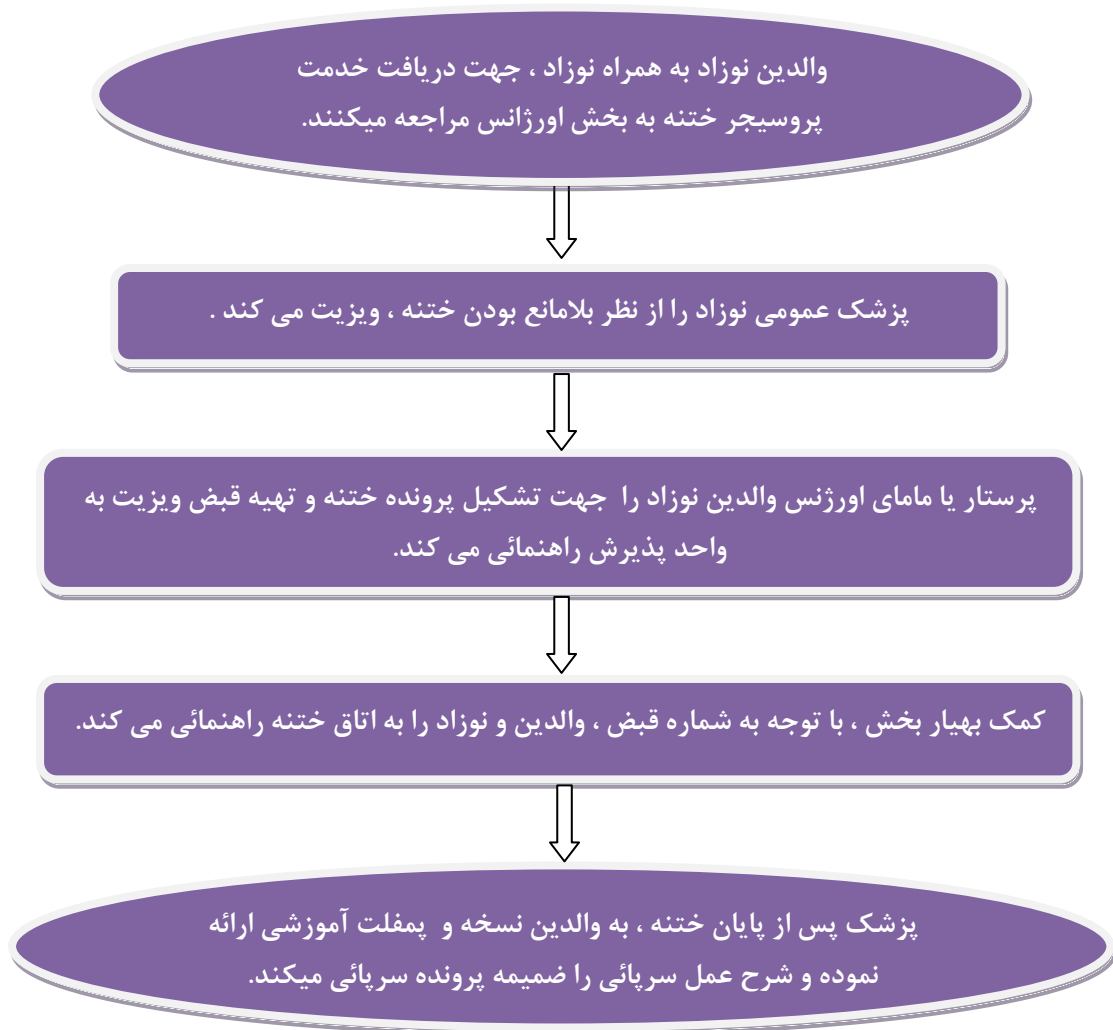 والدین نوزاد به همراه نوزاد ، جهت دریافت خدمت
پروسیجر ختنه به بخش اورژانس مراجعه میکنند.
پزشک عمومی نوزاد را از نظر بلامانع بودن ختنه ، ویزیت می کند .
پرستار یا مامای اورژنس والدین نوزاد را جهت تشکیل پرونده ختنه و تهیه قبض ویزیت به
واحد پذیرش راهنمائی می کند.
کمک بهیار بخش ، با توجه به شماره قبض ، والدین و نوزاد را به اتاق ختنه راهنمائی می کند.
پزشک پس از پایان ختنه ، به والدین نسخه و پمفلت آموزشی ارائه
نموده و شرح عمل سرپائی را ضمیمه پرونده سرپائی میکند.